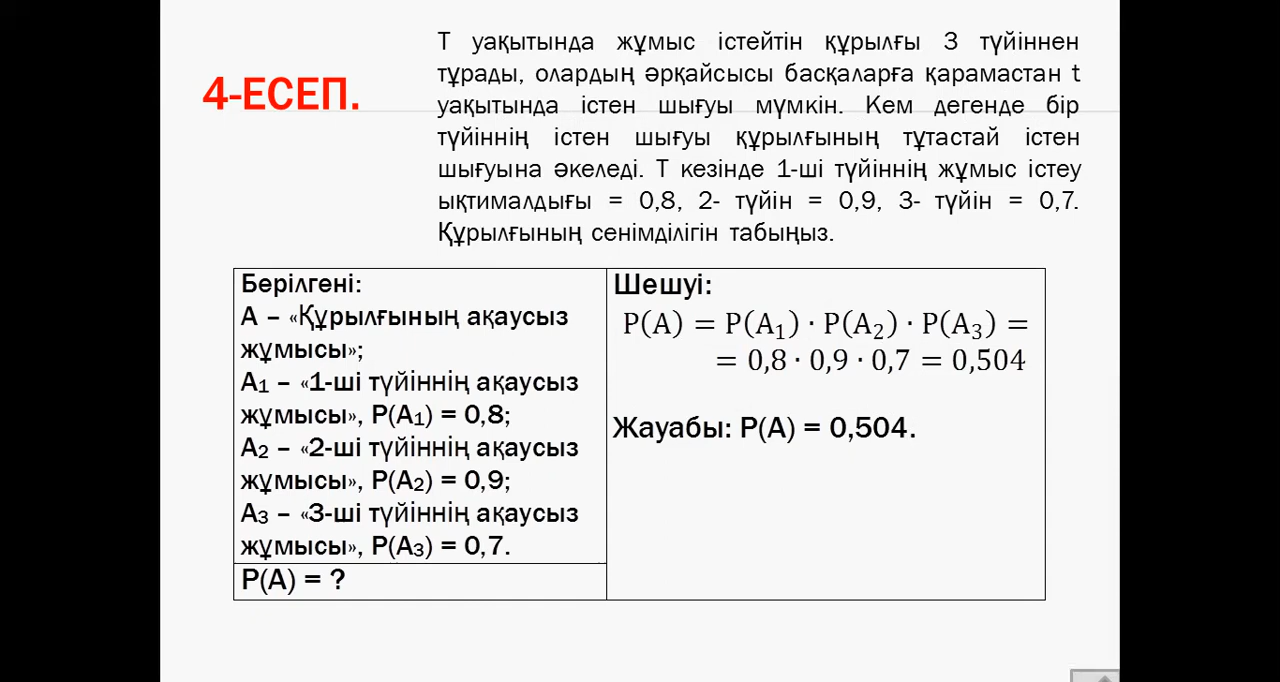 4-ЕСЕП.
Т уақытында жұмыс істейтін құрылғы 3 түйіннен
тұрады, олардың әрқайсысы басқаларға қарамастан t
уақытында істен шығуы мүмкін. Кем дегенде бір
түйіннің істен шығуы құрылғының тұтастай істен
шығуына әкеледі. Т кезінде 1-ші түйіннің жұмыс істеу
ықтималдығы = 0,8, 2- түйін = 0,9, 3- түйін = 0,7.
Құрылғының сенімділігін табыңыз.
Берілгені:
А – «Құрылғының ақаусыз
жұмысы»;
А₁ – «1-ші түйіннің ақаусыз
жұмысы», Р(А₁) = 0,8;
А₂ – «2-ші түйіннің ақаусыз
жұмысы», Р(А₂) = 0,9;
А₃ – «3-ші түйіннің ақаусыз
жұмысы», Р(А₃) = 0,7.
Р(А) = ?
Шешуі:
P(A) = P(A₁) · P(A₂) · P(A₃) =
= 0,8 · 0,9 · 0,7 = 0,504
Жауабы: Р(А) = 0,504.